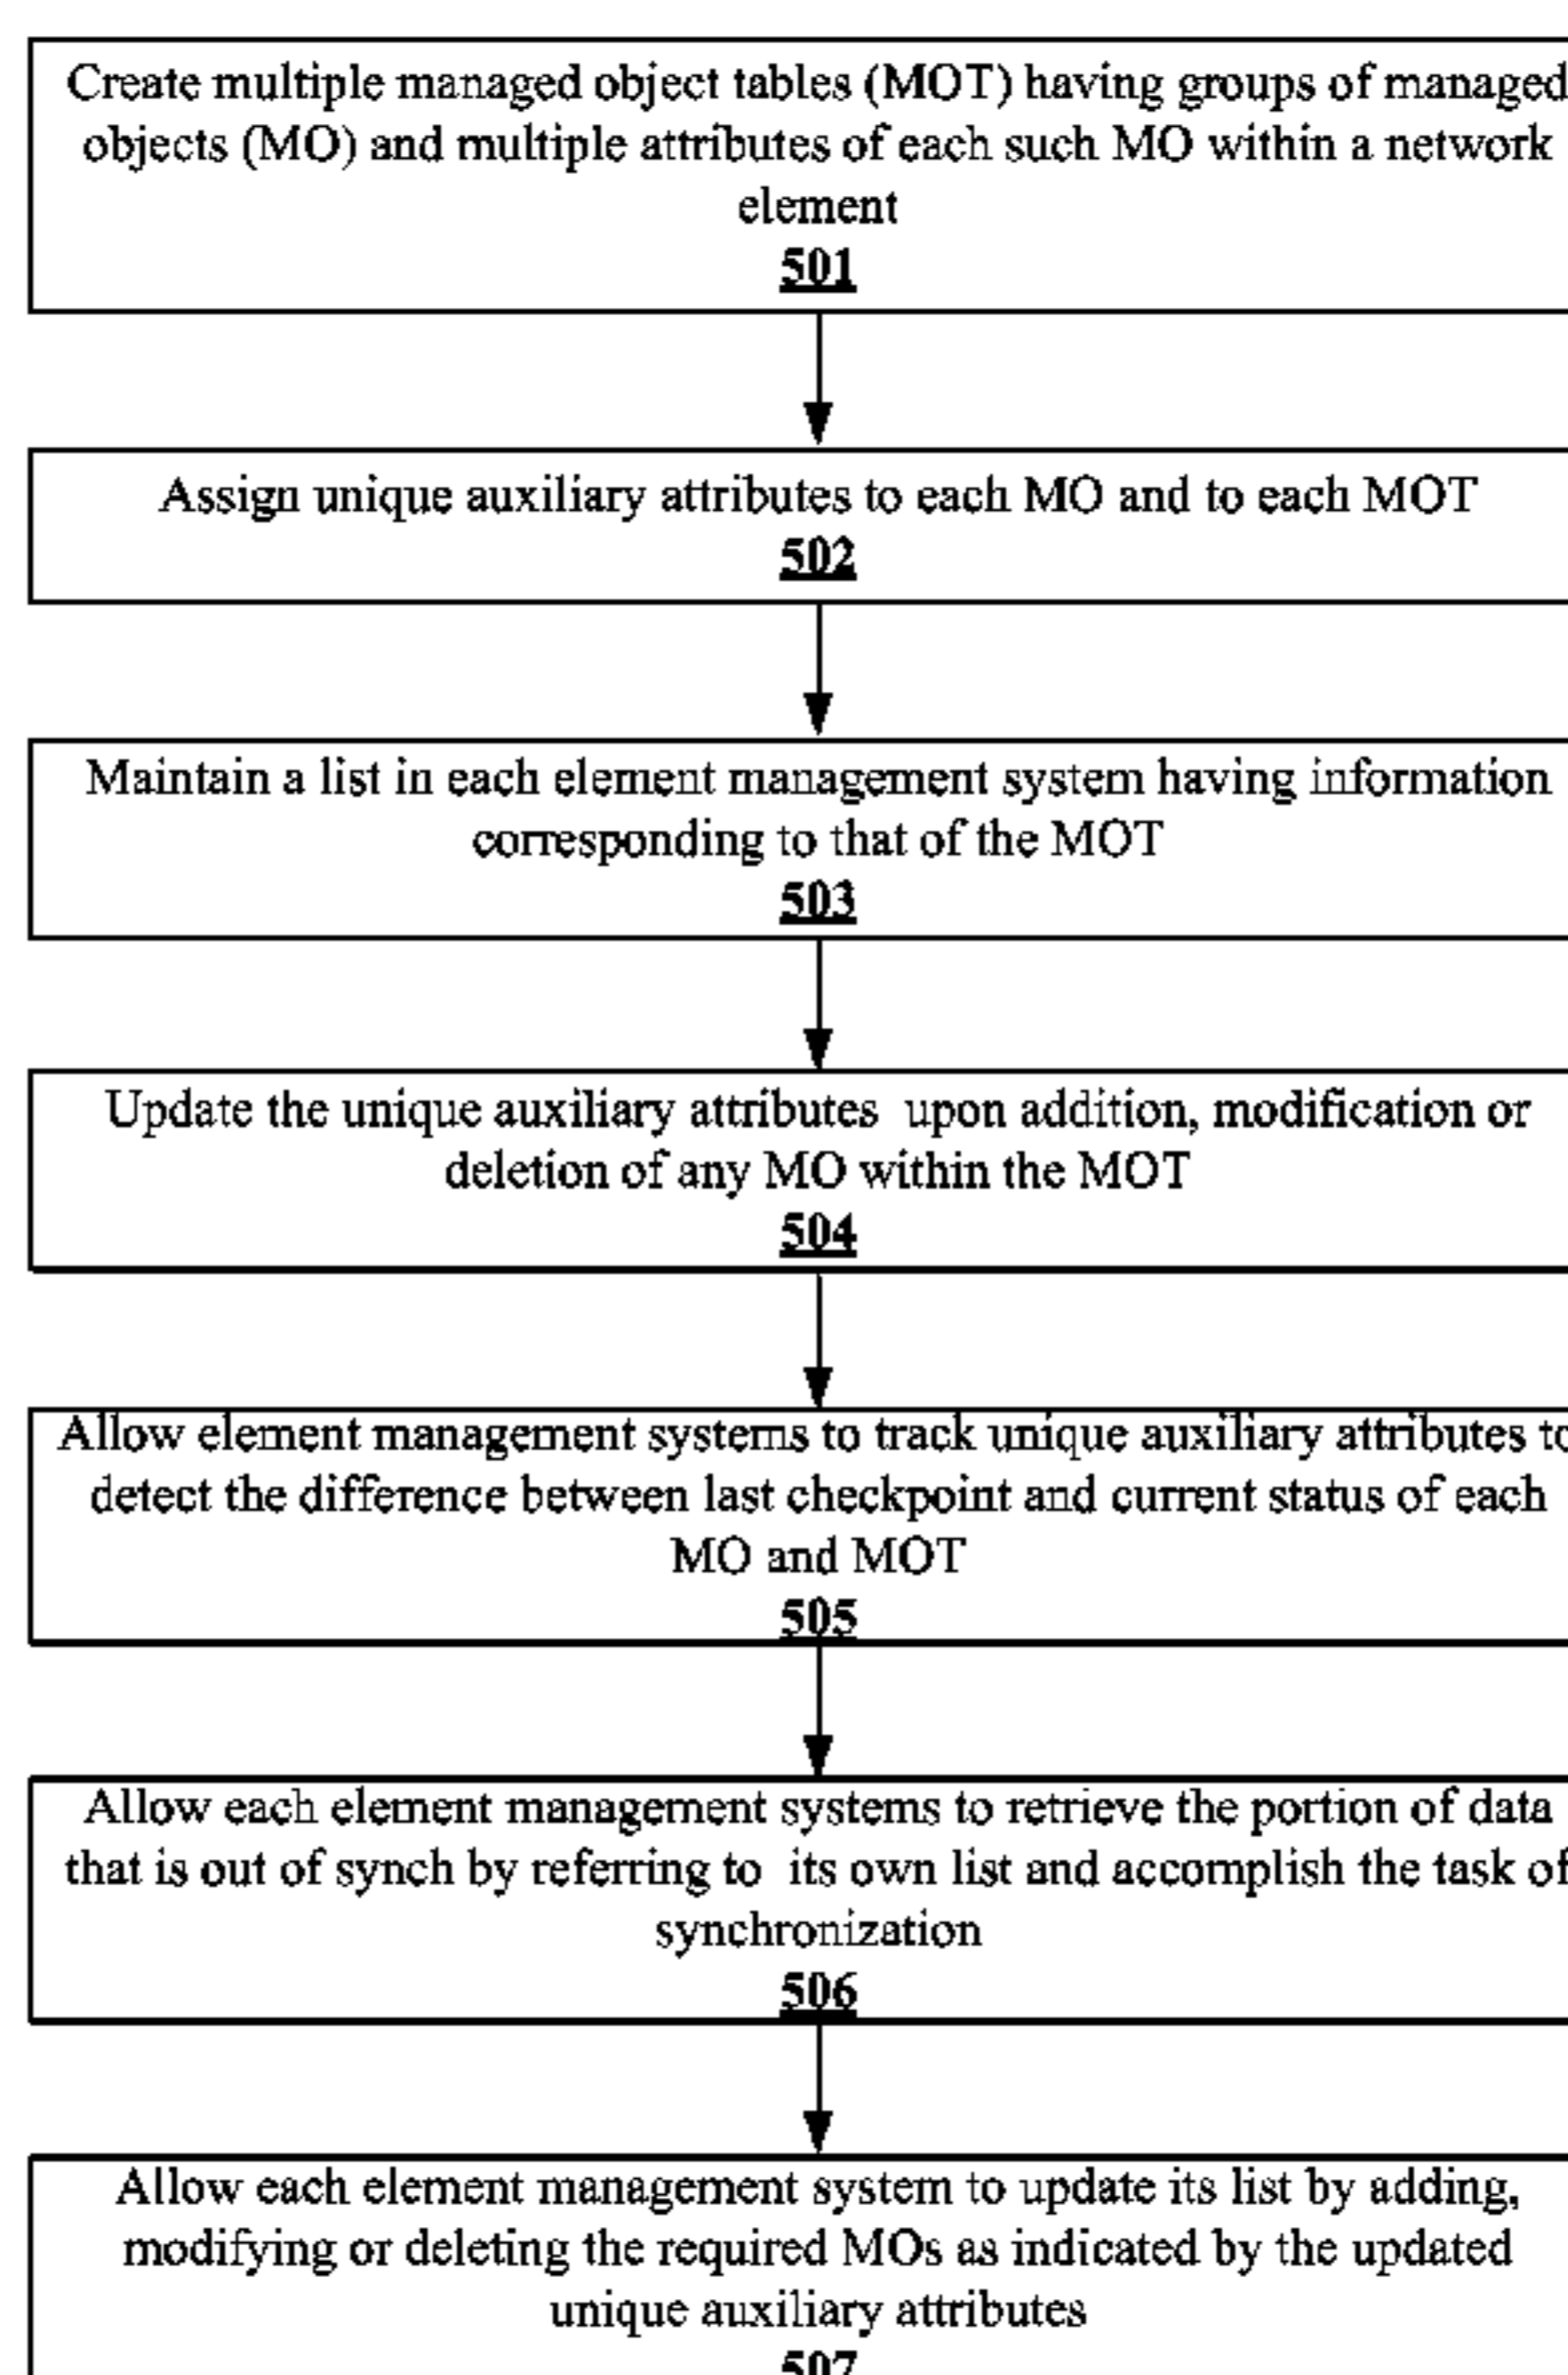 Create multiple managed object tables (MOT) having groups of managed
objects (MO) and multiple attributes of each such MO within a network
element
501
Assign unique auxiliary attributes to each MO and to each MOT
502
Maintain a list in each element management system having information
corresponding to that of the MOT
503
Update the unique auxiliary attributes upon addition, modification or
deletion of any MO within the MOT
504
Allow element management systems to track unique auxiliary attributes to
detect the difference between last checkpoint and current status of each
MO and MOT
505
Allow each element management systems to retrieve the portion of data
that is out of synch by referring to its own list and accomplish the task of
synchronization
506
Allow each element management system to update its list by adding,
modifying or deleting the required MOs as indicated by the updated
unique auxiliary attributes
507